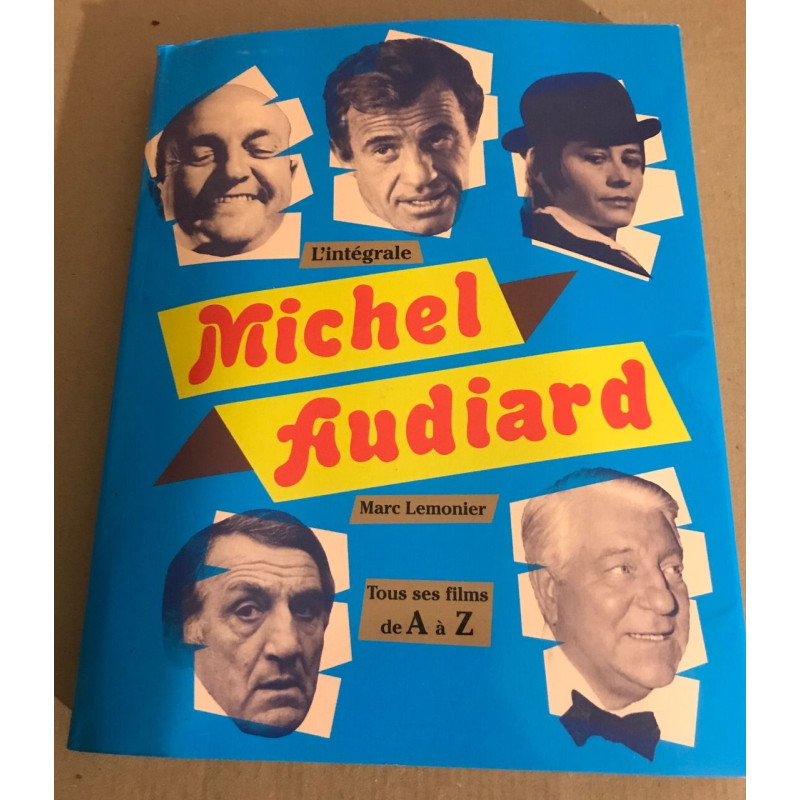 L'intégrale
Michel
Audiard
Marc Lemonier
Tous ses films
de A à Z